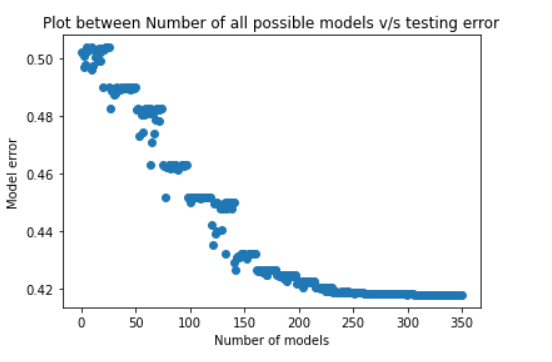 Plot between Number of all possible models v/s testing error
0.50
0.48
0.46
0.44
0.42
Model error
0 50 100 150 200 250 300 350
Number of models